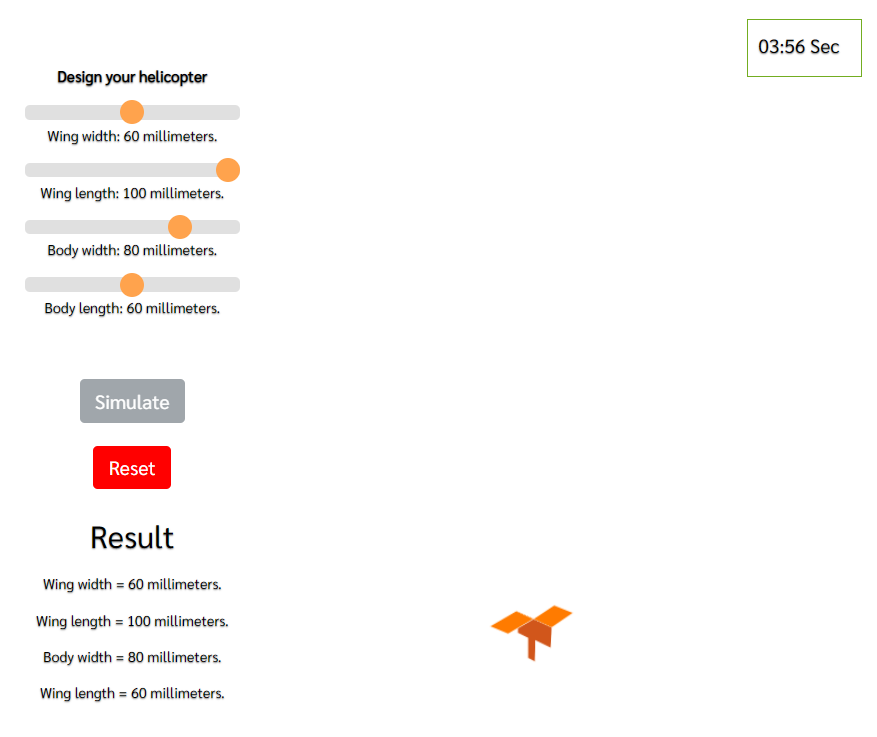 03:56 Sec
Design your helicopter
Wing width: 60 millimeters.
Wing length: 100 millimeters.
Body width: 80 millimeters.
Body length: 60 millimeters.
Simulate
Reset
Result
Wing width = 60 millimeters.
Wing length = 100 millimeters.
Body width = 80 millimeters.
Wing length = 60 millimeters.